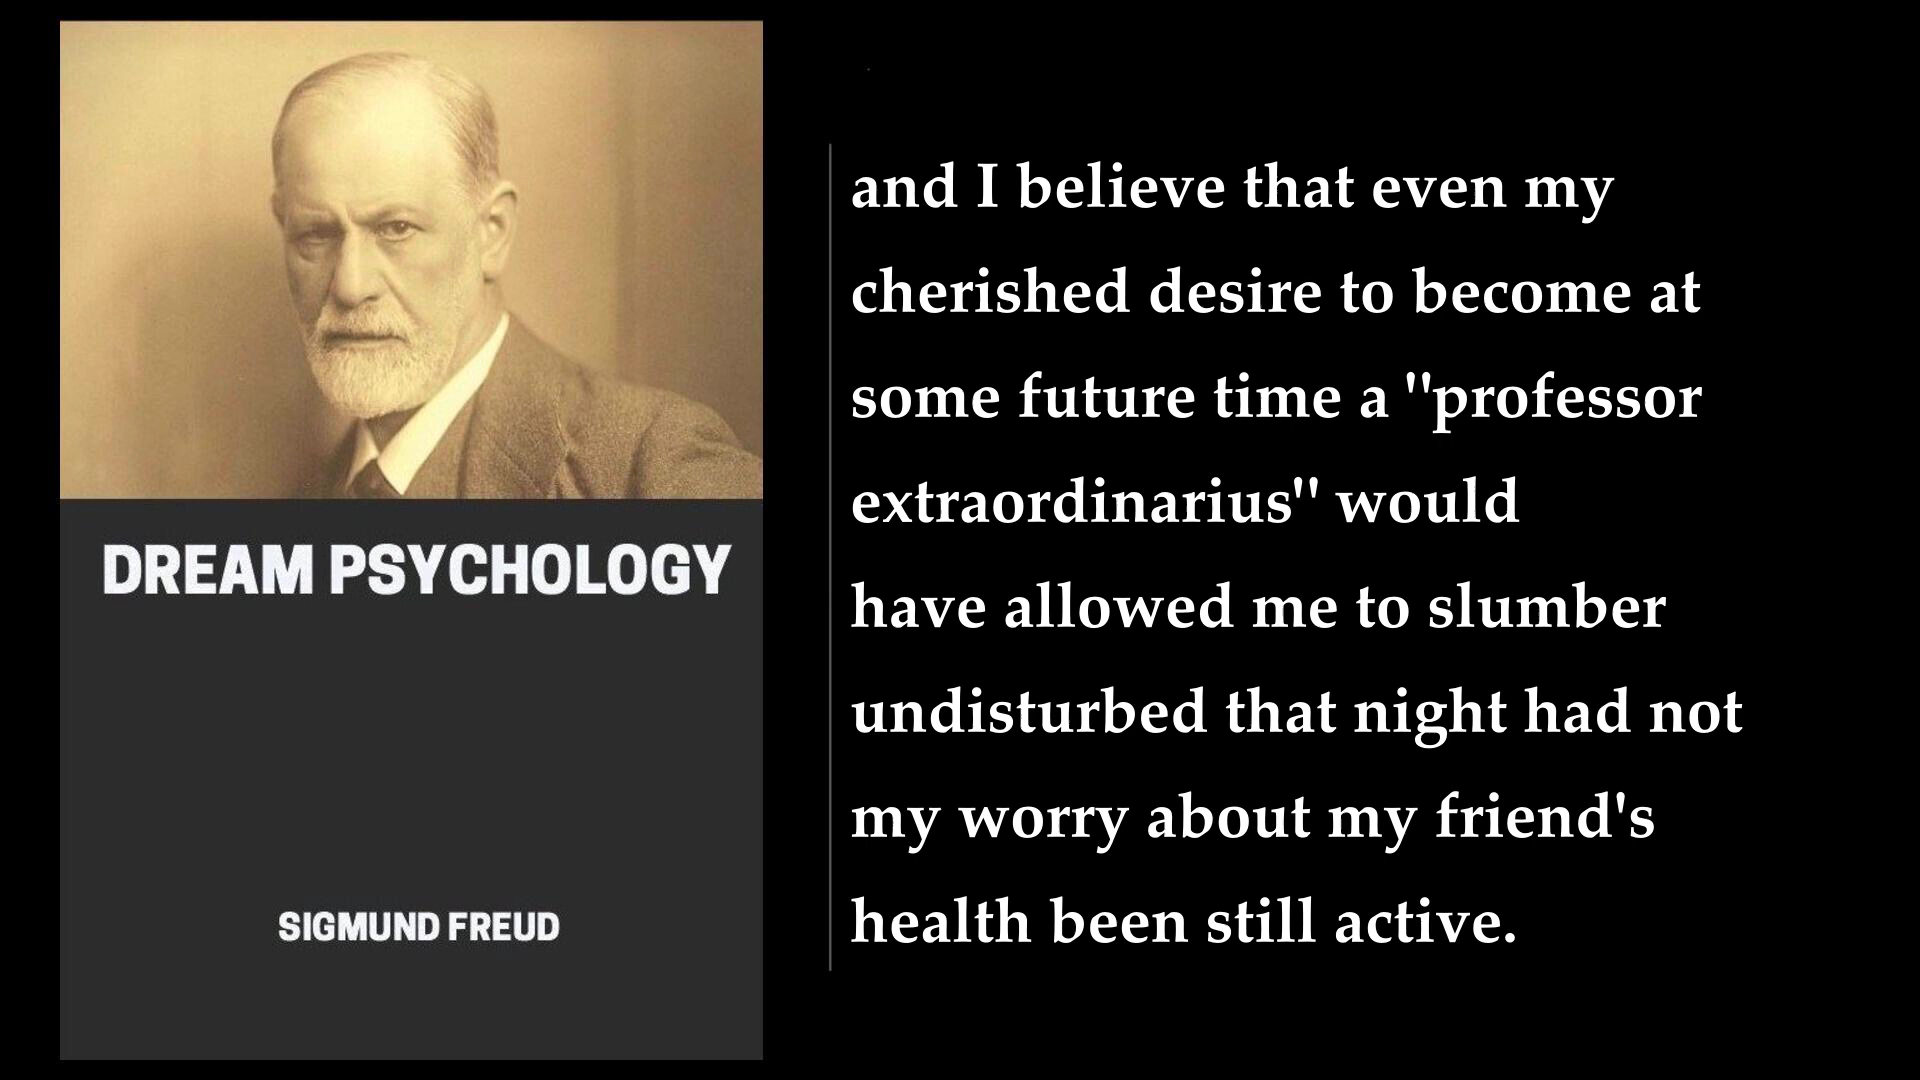 DREAM PSYCHOLOGY
SIGMUND FREUD
and I believe that even my
cherished desire to become at
some future time a "professor
extraordinarius" would
have allowed me to slumber
undisturbed that night had not
my worry about my friend's
health been still active.